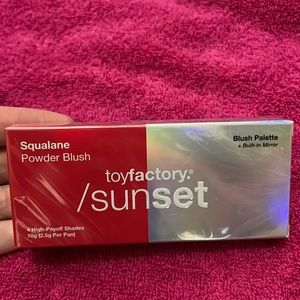 Squalane
Powder Blush
Blush Palette
+ Built-In Mirror
toyfactory.®
/sunset
4 High-Payoff Shades
10g (2.5g Per Pan)